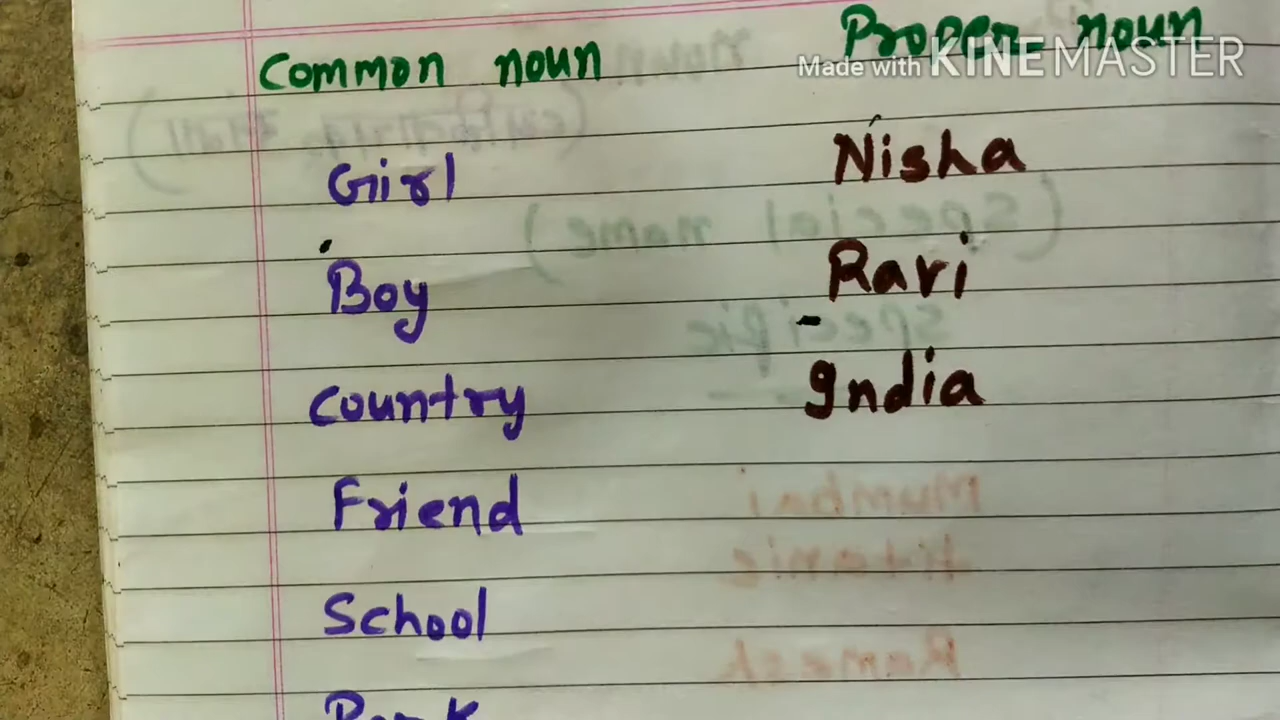 Common noun Proper noun
Made with KINEMASTER
Girl Nisha
Boy Ravi
Country India
Friend
School